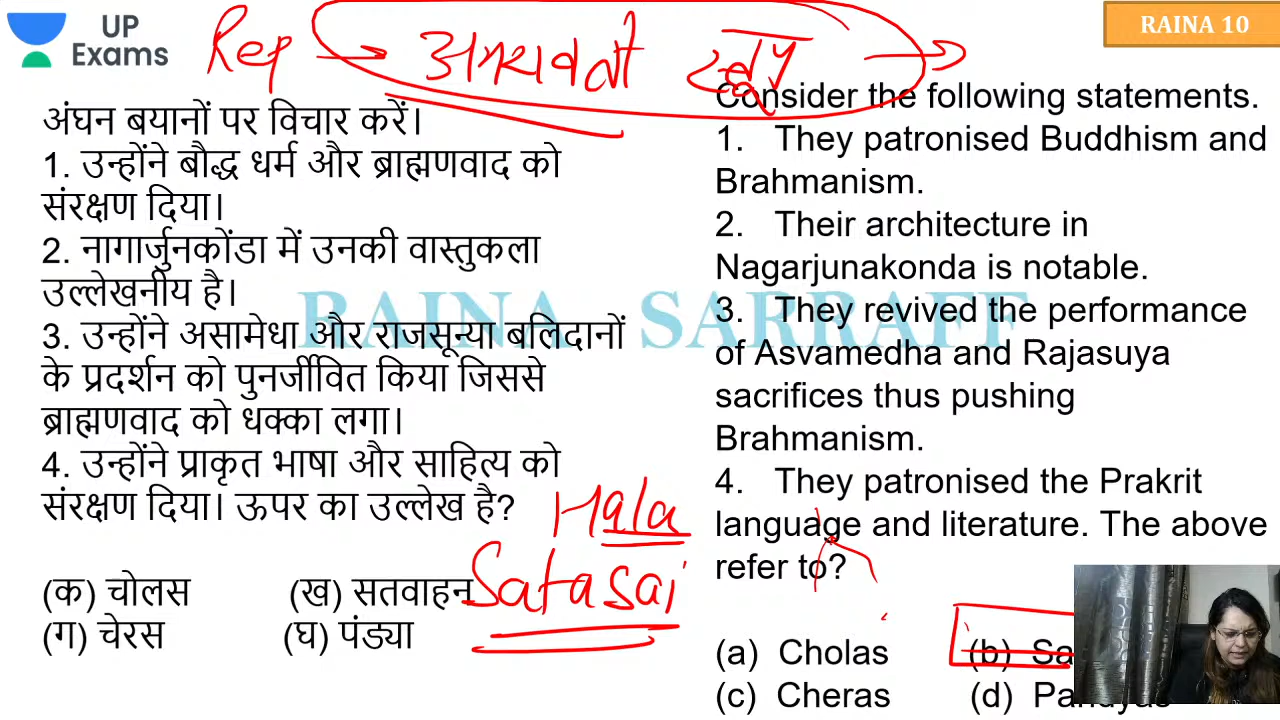 UP
Exams
Rep → अमरावती स्तूप →
RAINA 10
अंघन बयानों पर विचार करें।
1. उन्होंने बौद्ध धर्म और ब्राह्मणवाद को
संरक्षण दिया।
2. नागार्जुनकोंडा में उनकी वास्तुकला
उल्लेखनीय है।
3. उन्होंने असामेधा और राजसून्या बलिदानों
के प्रदर्शन को पुनर्जीवित किया जिससे
ब्राह्मणवाद को धक्का लगा।
4. उन्होंने प्राकृत भाषा और साहित्य को
संरक्षण दिया। ऊपर का उल्लेख है?
(क) चोलस (ख) सतवाहन
(ग) चेरस (घ) पंड्या
Hala
Satasai
RAINA SARRAFF
Consider the following statements.
1. They patronised Buddhism and
Brahmanism.
2. Their architecture in
Nagarjunakonda is notable.
3. They revived the performance
of Asvamedha and Rajasuya
sacrifices thus pushing
Brahmanism.
4. They patronised the Prakrit
language and literature. The above
refer to?
(a) Cholas (b) Sa
(c) Cheras (d) Pandyas